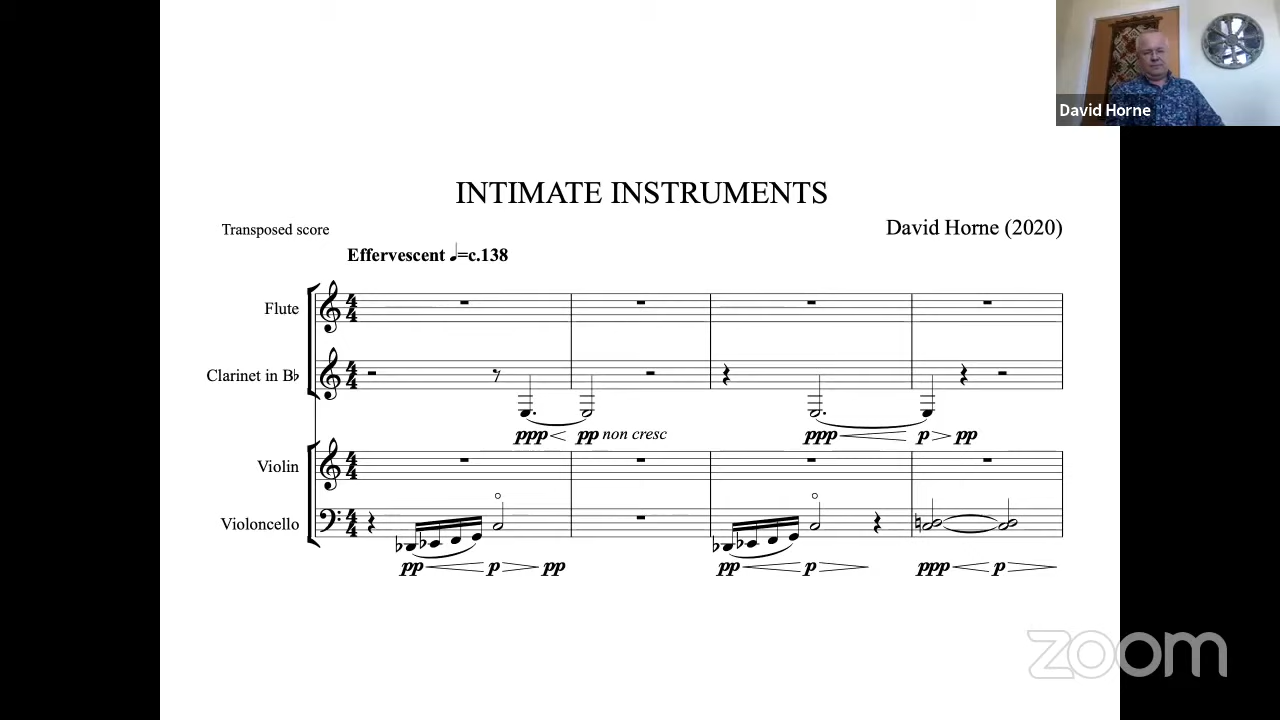 David Horne
INTIMATE INSTRUMENTS
Transposed score
David Horne (2020)
Effervescent ♩=c.138
Flute
Clarinet in B♭
ppp pp non cresc ppp p pp
Violin
Violoncello
pp p pp pp p ppp p
zoom